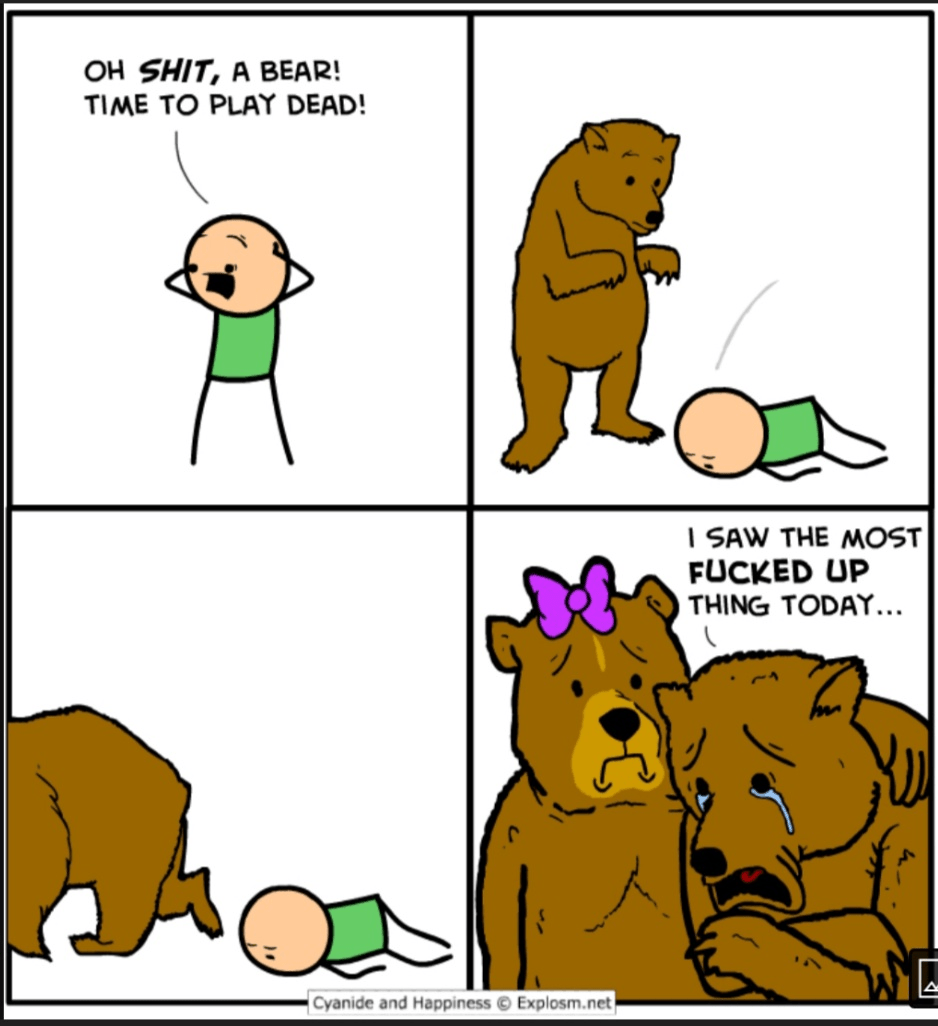 OH SHIT, A BEAR!
TIME TO PLAY DEAD!
I SAW THE MOST
FUCKED UP
THING TODAY...
Cyanide and Happiness © Explosm.net